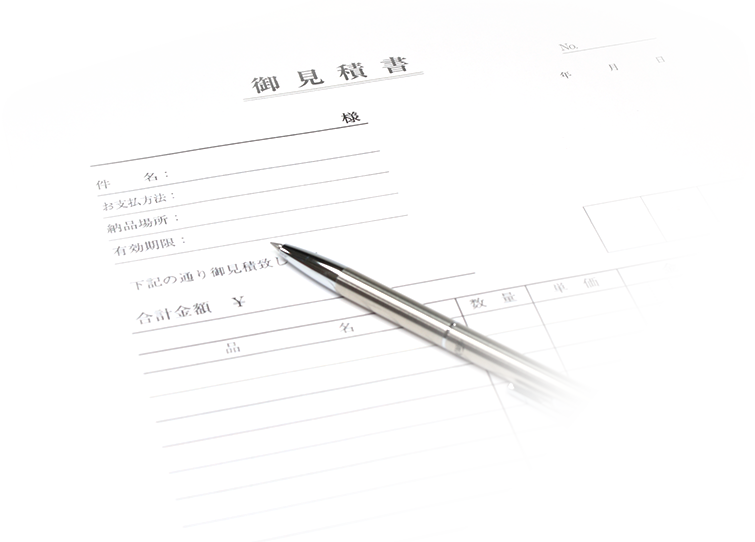 No.
年 月 日
御見積書
様
件 名：
お支払方法：
納品場所：
有効期限：
下記の通り御見積致し
合計金額 ¥
品 名 数 量 単 価